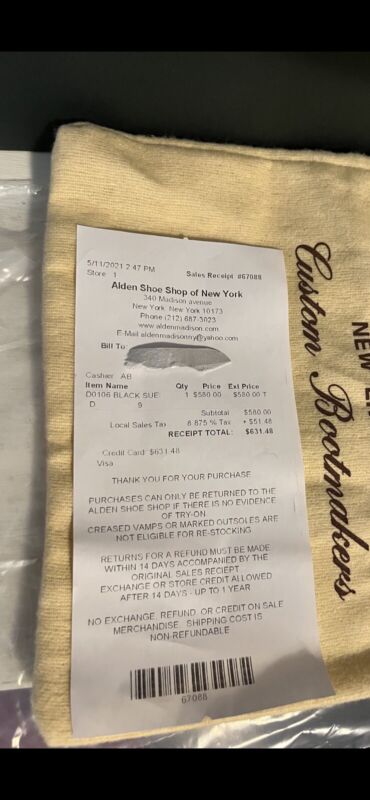 5/11/2021 2:47 PM
Store 1
Sales Receipt #67088
Alden Shoe Shop of New York
340 Madison avenue
New York, New York 10173
Phone (212) 687-3023
www.aldenmadison.com
E-Mail aldenmadisonny@yahoo.com
Bill To:
Cashier: AB
Item Name Qty Price Ext Price
D0106 BLACK SUE 1 $580.00 $580.00 T
D 9
Subtotal $580.00
Local Sales Tax 8.875 % Tax + $51.48
RECEIPT TOTAL: $631.48
Credit Card: $631.48
Visa
THANK YOU FOR YOUR PURCHASE
PURCHASES CAN ONLY BE RETURNED TO THE
ALDEN SHOE SHOP IF THERE IS NO EVIDENCE
OF TRY-ON.
CREASED VAMPS OR MARKED OUTSOLES ARE
NOT ELIGIBLE FOR RE-STOCKING.
RETURNS FOR A REFUND MUST BE MADE
WITHIN 14 DAYS ACCOMPANIED BY THE
ORIGINAL SALES RECIEPT
EXCHANGE OR STORE CREDIT ALLOWED
AFTER 14 DAYS - UP TO 1 YEAR
NO EXCHANGE, REFUND, OR CREDIT ON SALE
MERCHANDISE. SHIPPING COST IS
NON-REFUNDABLE
67088
Custom Bootmakers
NEW